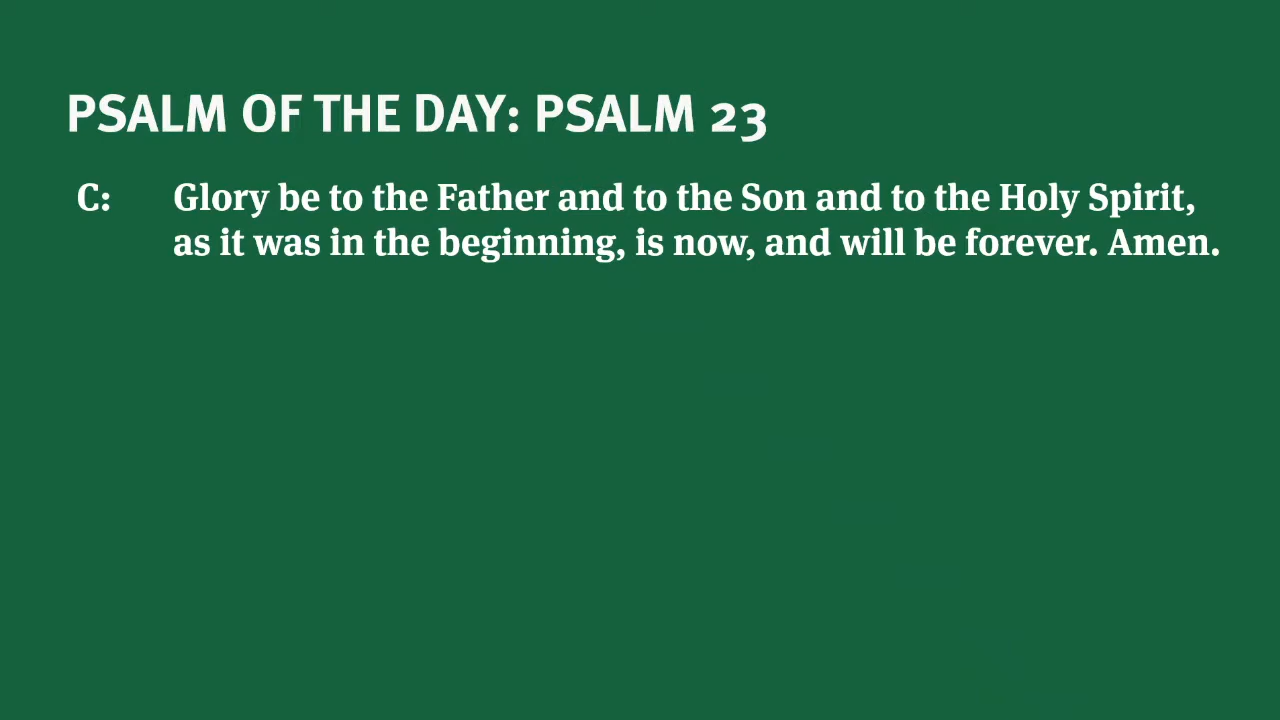 PSALM OF THE DAY: PSALM 23
C: Glory be to the Father and to the Son and to the Holy Spirit,
as it was in the beginning, is now, and will be forever. Amen.